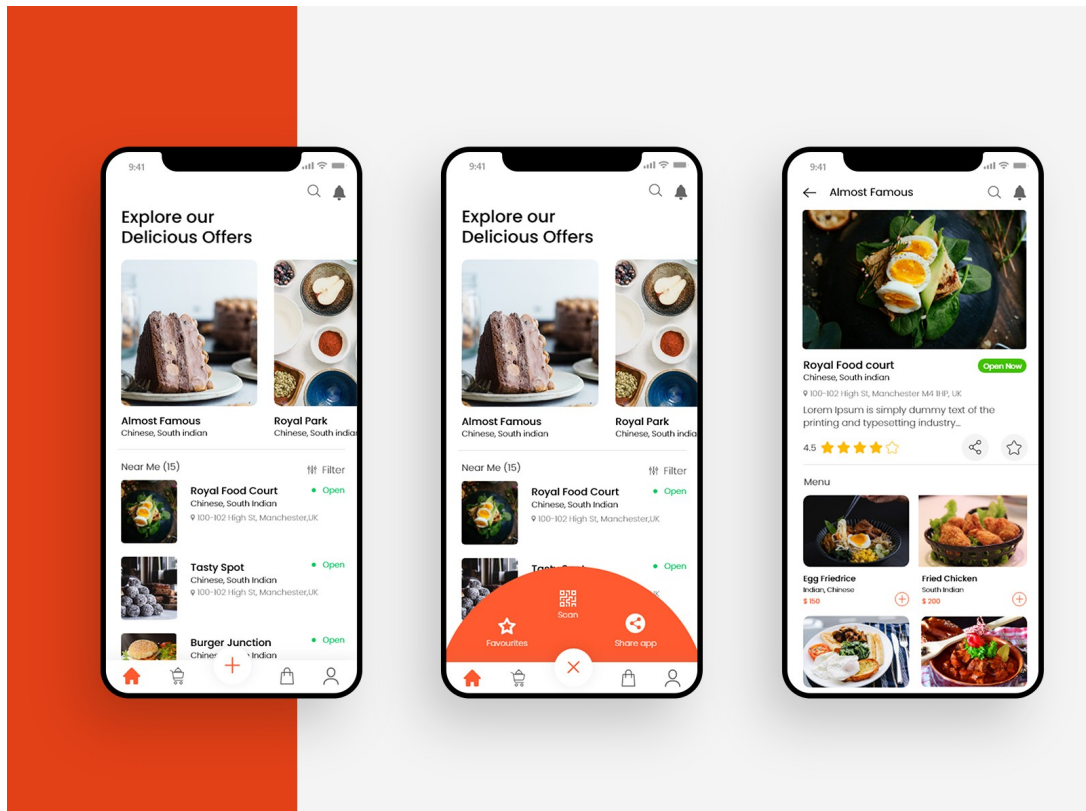 9:41
Explore our
Delicious Offers
Almost Famous
Chinese, South indian
Royal Park
Chinese, South indian
Near Me (15)
Filter
Royal Food Court
Open
Chinese, South Indian
100-102 High St, Manchester,UK
Tasty Spot
Open
Chinese, South Indian
100-102 High St, Manchester,UK
Burger Junction
Open
Indian
9:41
Explore our
Delicious Offers
Almost Famous
Chinese, South indian
Royal Park
Chinese, South india
Near Me (15)
Filter
Royal Food Court
Open
Chinese, South Indian
100-102 High St, Manchester,UK
Open
Scan
Favourites
Share app
9:41
Almost Famous
Royal Food court
Open Now
Chinese, South indian
100-102 High St, Manchester M4 1HP, UK
Lorem Ipsum is simply dummy text of the
printing and typesetting industry...
4.5
Menu
Egg Friedrice
Indian, Chinese
$ 150
Fried Chicken
South Indian
$ 200